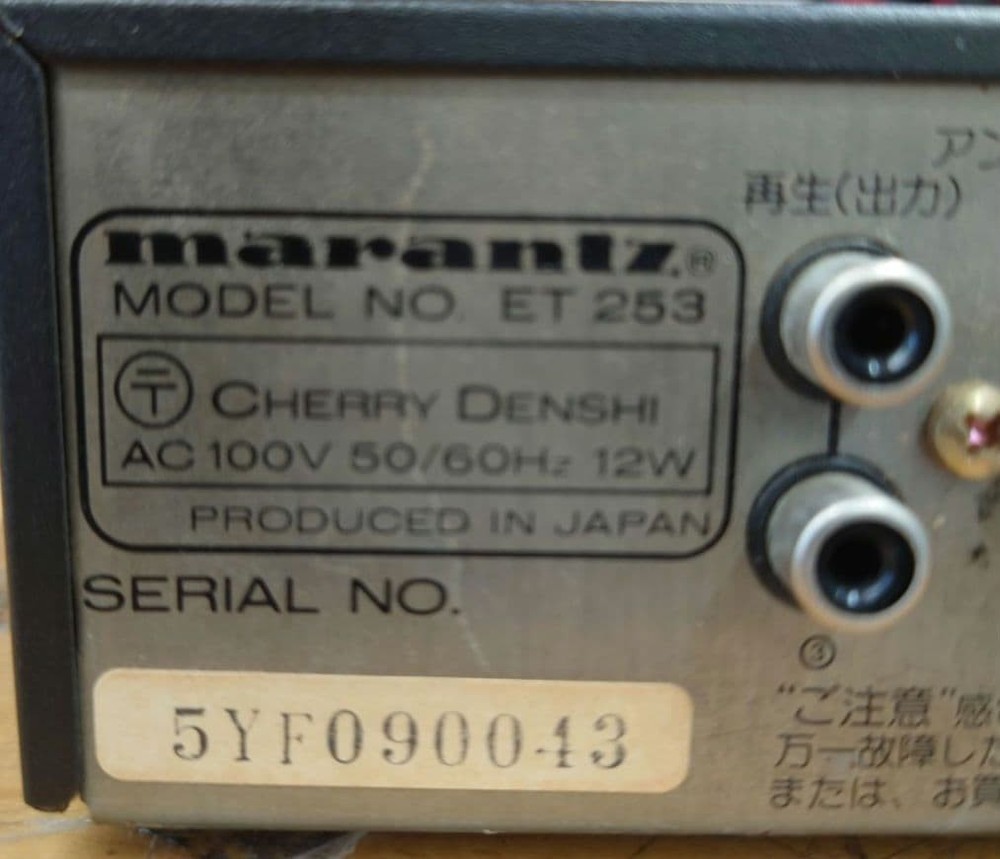 marantz.®
MODEL NO. ET 253
〒 CHERRY DENSHI
AC 100V 50/60Hz 12W
PRODUCED IN JAPAN
SERIAL NO.
5YF090043
アン
再生(出力)
③
"ご注意"感
万一故障した
または、お買